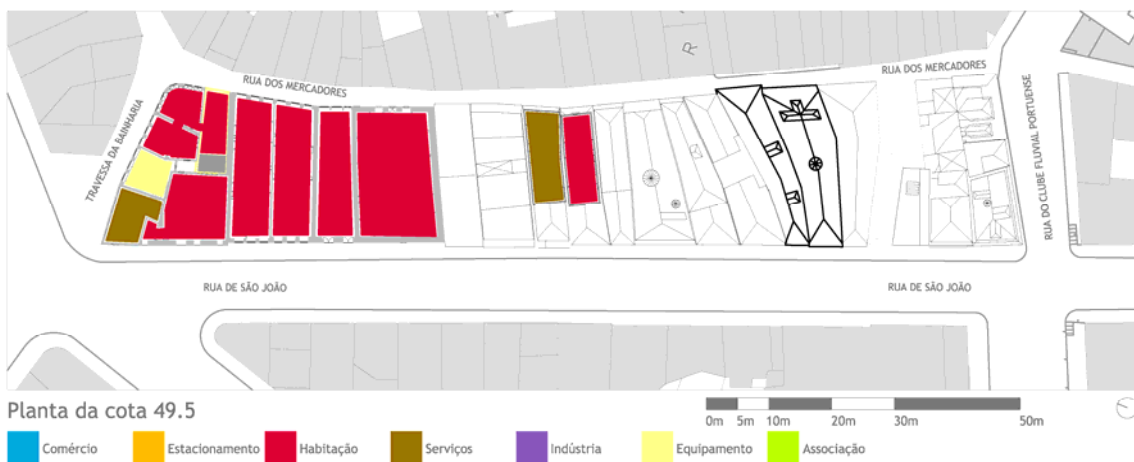 R
RUA DOS MERCADORES
RUA DOS MERCADORES
TRAVESSA DA BAINHARIA
RUA DO CLUBE FLUVIAL PORTUENSE
RUA DE SÃO JOÃO
RUA DE SÃO JOÃO
Planta da cota 49.5
0m 5m 10m 20m 30m 50m
Comércio Estacionamento Habitação Serviços Indústria Equipamento Associação